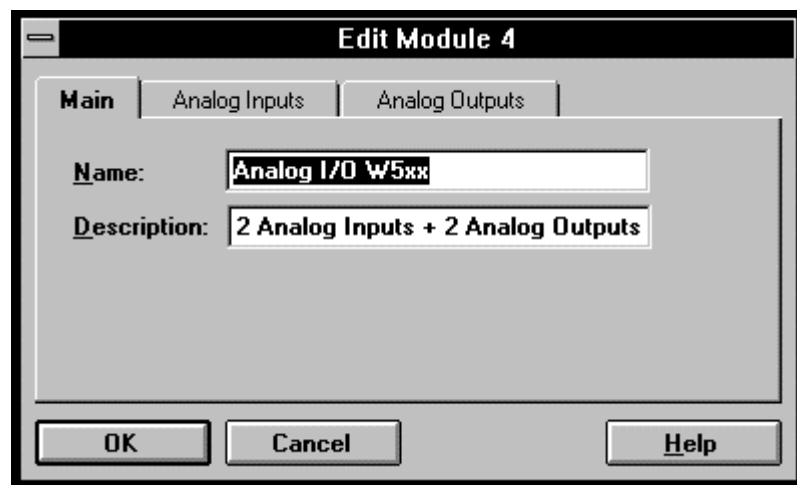 Edit Module 4
Main Analog Inputs Analog Outputs
Name: Analog I/O W5xx
Description: 2 Analog Inputs + 2 Analog Outputs
OK Cancel Help